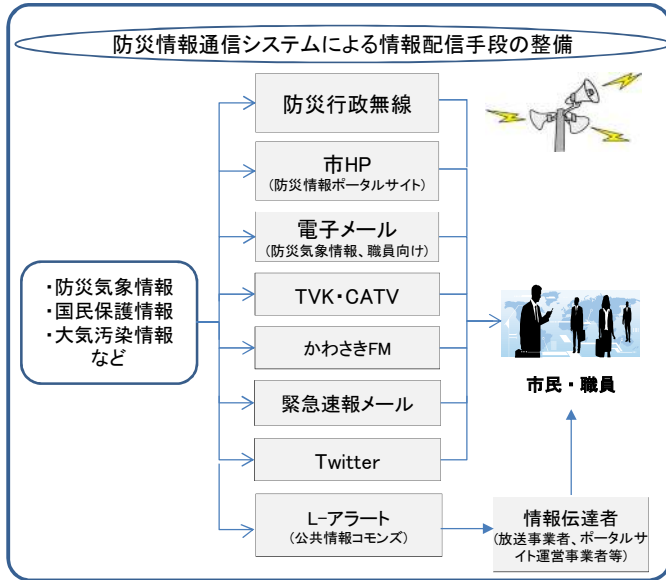 防災情報通信システムによる情報配信手段の整備
防災行政無線
市HP
(防災情報ポータルサイト)
電子メール
(防災気象情報、職員向け)
・防災気象情報
・国民保護情報
・大気汚染情報
など
TVK・CATV
かわさきFM
緊急速報メール
Twitter
L-アラート
(公共情報コモンズ)
市民・職員
情報伝達者
(放送事業者、ポータルサ
イト運営事業者等)